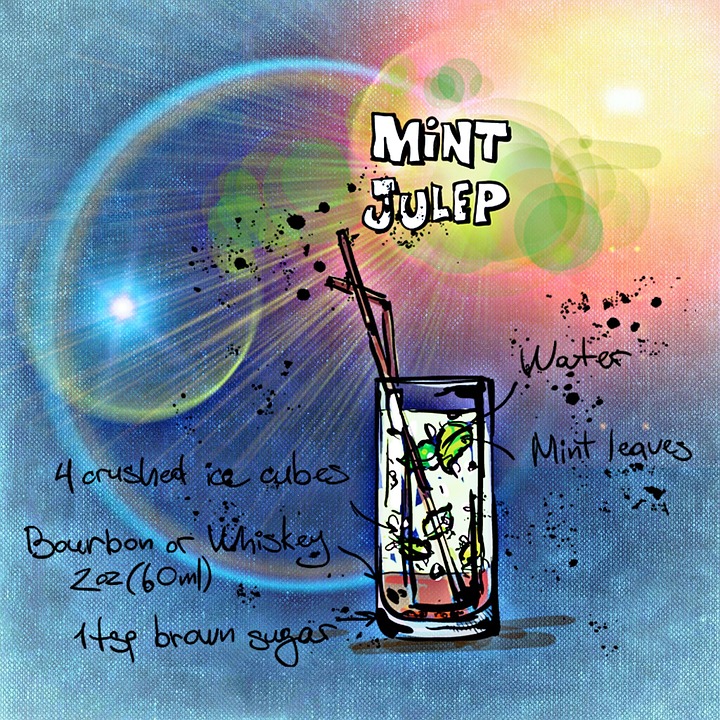 MiNT
JULEP
Water
Mint leaves
4 crushed ice cubes
Bourbon or Whiskey
2oz (60ml)
1tsp brown sugar